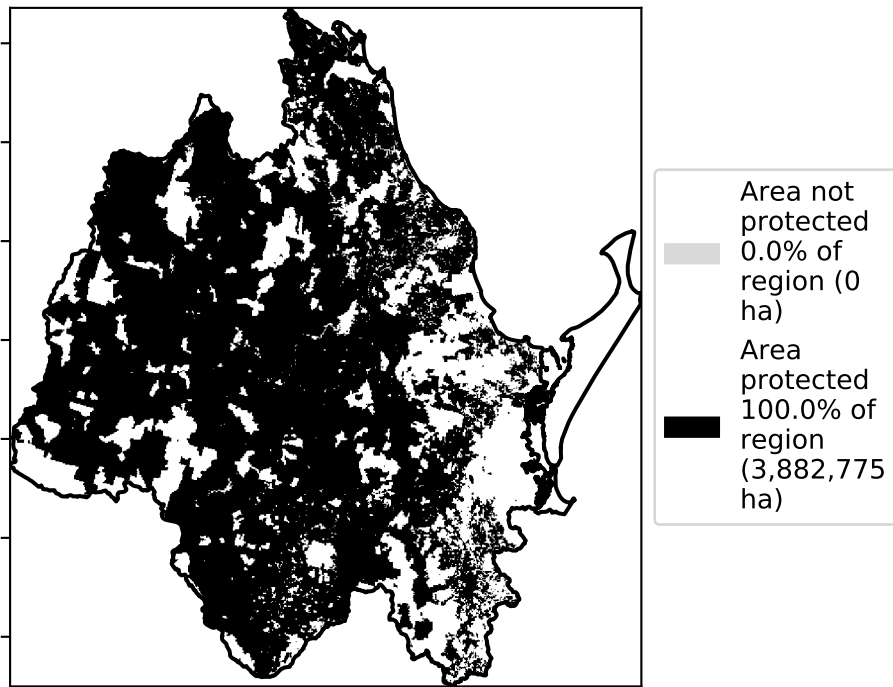 Area not
protected
0.0% of
region (0
ha)
Area
protected
100.0% of
region
(3,882,775
ha)